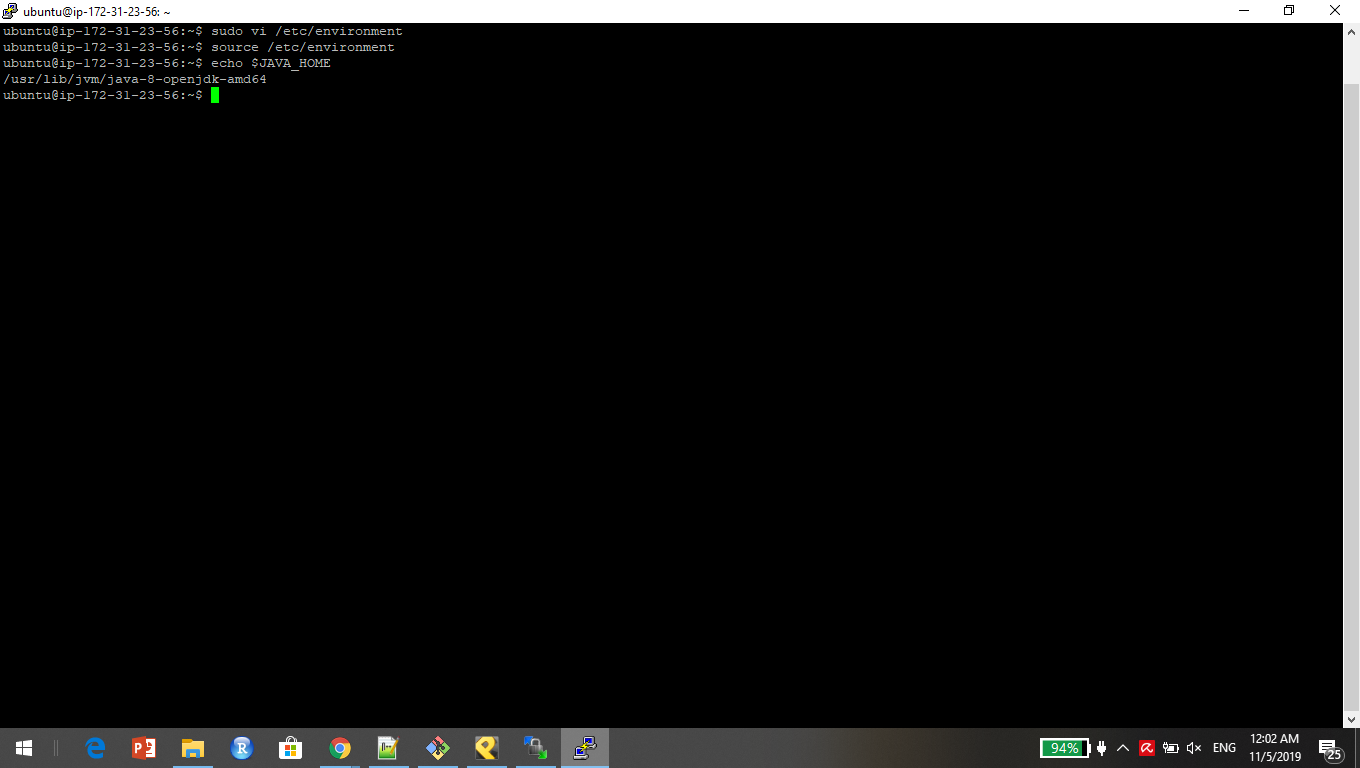 ubuntu@ip-172-31-23-56: ~
ubuntu@ip-172-31-23-56:~$ sudo vi /etc/environment
ubuntu@ip-172-31-23-56:~$ source /etc/environment
ubuntu@ip-172-31-23-56:~$ echo $JAVA_HOME
/usr/lib/jvm/java-8-openjdk-amd64
ubuntu@ip-172-31-23-56:~$
94%
ENG
12:02 AM
11/5/2019
25